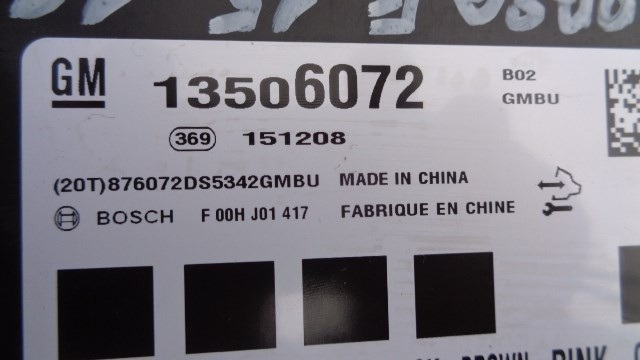 GM 13506072 B02
GMBU
369 151208
(20T)876072DS5342GMBU MADE IN CHINA
BOSCH F 00H J01 417 FABRIQUE EN CHINE
BROWN PINK